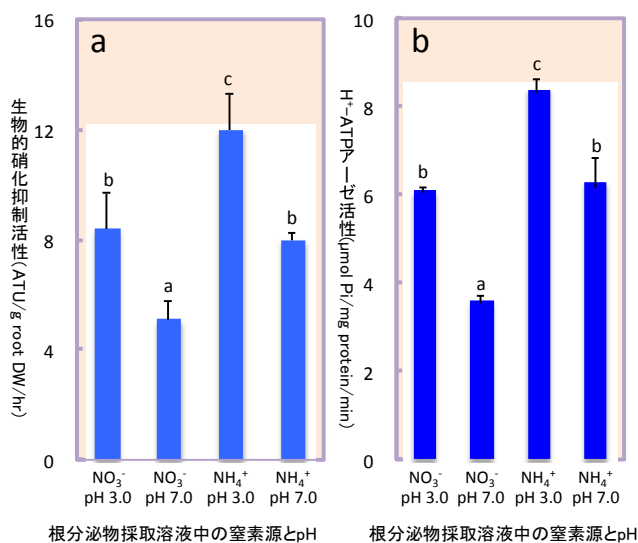 a
生物的硝化抑制活性(ATU/g root DW/hr)
16
12
8
4
0
b
a
c
b
NO₃⁻ pH 3.0
NO₃⁻ pH 7.0
NH₄⁺ pH 3.0
NH₄⁺ pH 7.0
根分泌物採取溶液中の窒素源とpH
b
H⁺-ATPアーゼ活性(μmol Pi/mg protein/min)
10
8
6
4
2
0
b
a
c
b
NO₃⁻ pH 3.0
NO₃⁻ pH 7.0
NH₄⁺ pH 3.0
NH₄⁺ pH 7.0
根分泌物採取溶液中の窒素源とpH